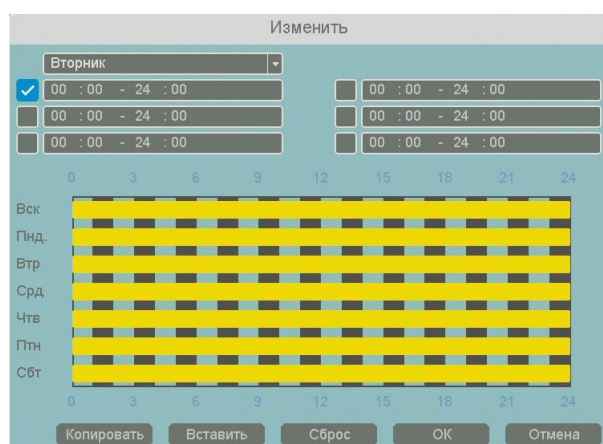 Изменить
Вторник
00 : 00 - 24 : 00 00 : 00 - 24 : 00
00 : 00 - 24 : 00 00 : 00 - 24 : 00
00 : 00 - 24 : 00 00 : 00 - 24 : 00
0 3 6 9 12 15 18 21 24
Вск
Пнд.
Втр
Срд
Чтв
Птн
Сбт
0 3 6 9 12 15 18 21 24
Копировать Вставить Сброс ОК Отмена